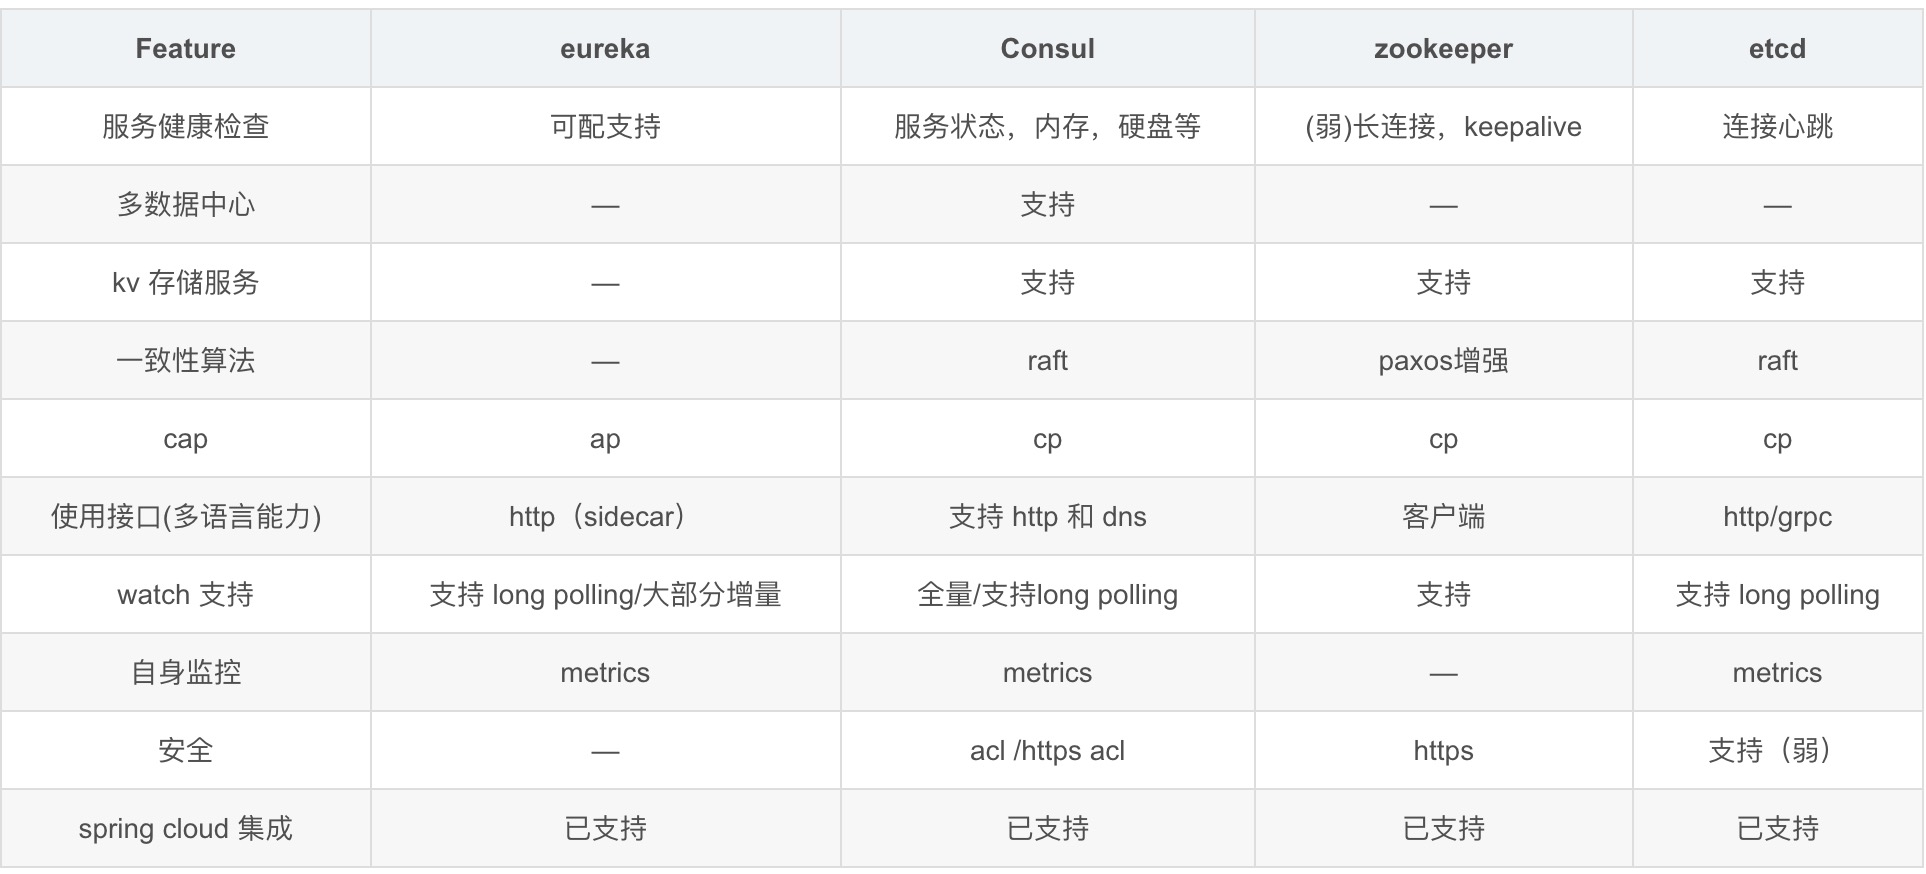 Feature eureka Consul zookeeper etcd
服务健康检查 可配支持 服务状态，内存，硬盘等 (弱)长连接，keepalive 连接心跳
多数据中心 — 支持 — —
kv 存储服务 — 支持 支持 支持
一致性算法 — raft paxos增强 raft
cap ap cp cp cp
使用接口(多语言能力) http（sidecar） 支持 http 和 dns 客户端 http/grpc
watch 支持 支持 long polling/大部分增量 全量/支持long polling 支持 支持 long polling
自身监控 metrics metrics — metrics
安全 — acl /https acl https 支持（弱）
spring cloud 集成 已支持 已支持 已支持 已支持